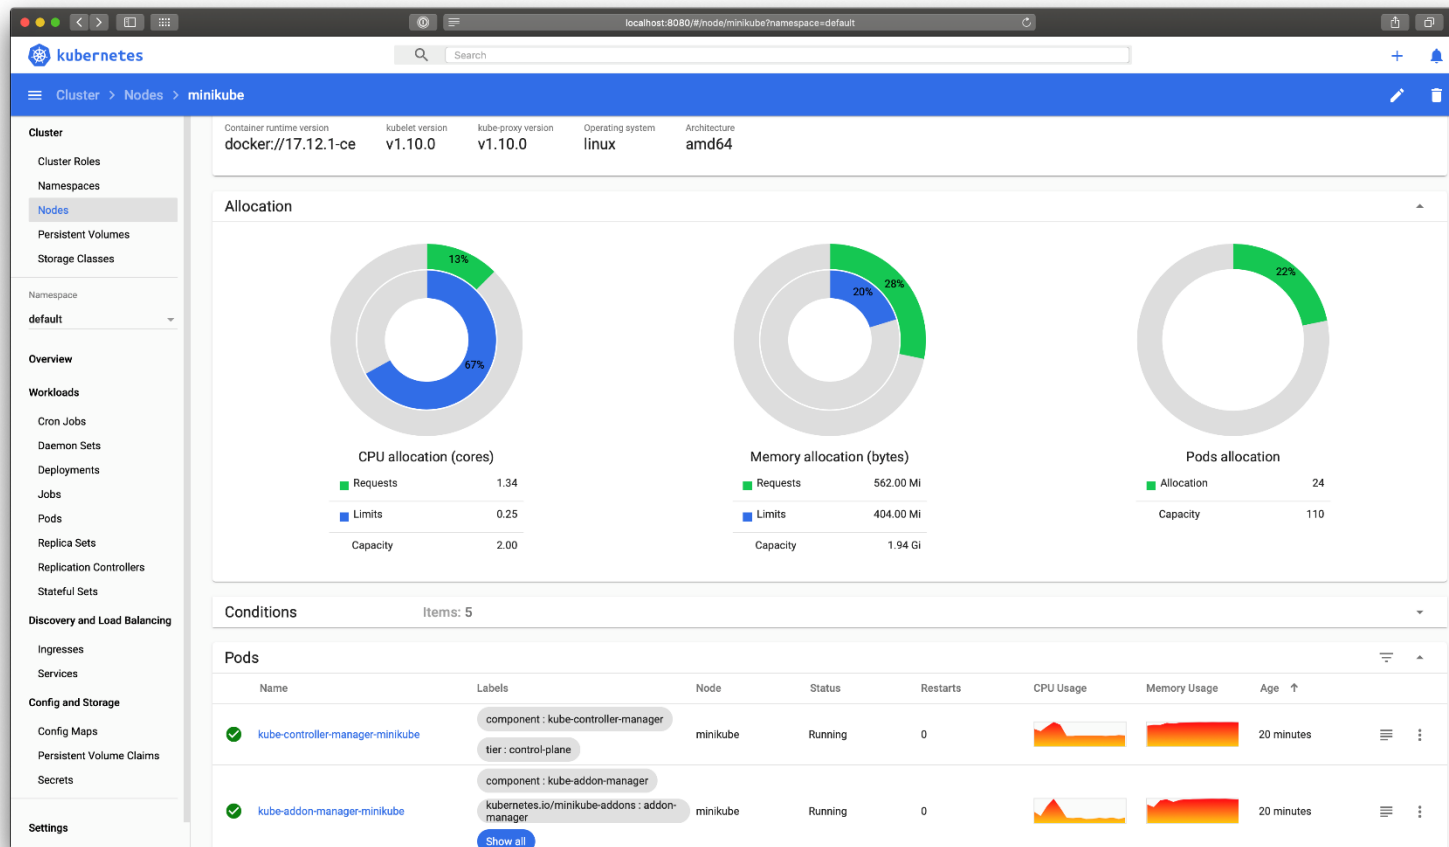 localhost:8080/#/node/minikube?namespace=default
kubernetes
Search
Cluster > Nodes > minikube
Cluster
Cluster Roles
Namespaces
Nodes
Persistent Volumes
Storage Classes
Namespace
default
Overview
Workloads
Cron Jobs
Daemon Sets
Deployments
Jobs
Pods
Replica Sets
Replication Controllers
Stateful Sets
Discovery and Load Balancing
Ingresses
Services
Config and Storage
Config Maps
Persistent Volume Claims
Secrets
Settings
Container runtime version kubelet version kube-proxy version Operating system Architecture
docker://17.12.1-ce v1.10.0 v1.10.0 linux amd64
Allocation
13%
67%
CPU allocation (cores)
Requests 1.34
Limits 0.25
Capacity 2.00
28%
20%
Memory allocation (bytes)
Requests 562.00 Mi
Limits 404.00 Mi
Capacity 1.94 Gi
22%
Pods allocation
Allocation 24
Capacity 110
Conditions Items: 5
Pods
Name Labels Node Status Restarts CPU Usage Memory Usage Age
component : kube-controller-manager
kube-controller-manager-minikube minikube Running 0 20 minutes
tier : control-plane
component : kube-addon-manager
kubernetes.io/minikube-addons : addon-
manager
kube-addon-manager-minikube minikube Running 0 20 minutes
Show all